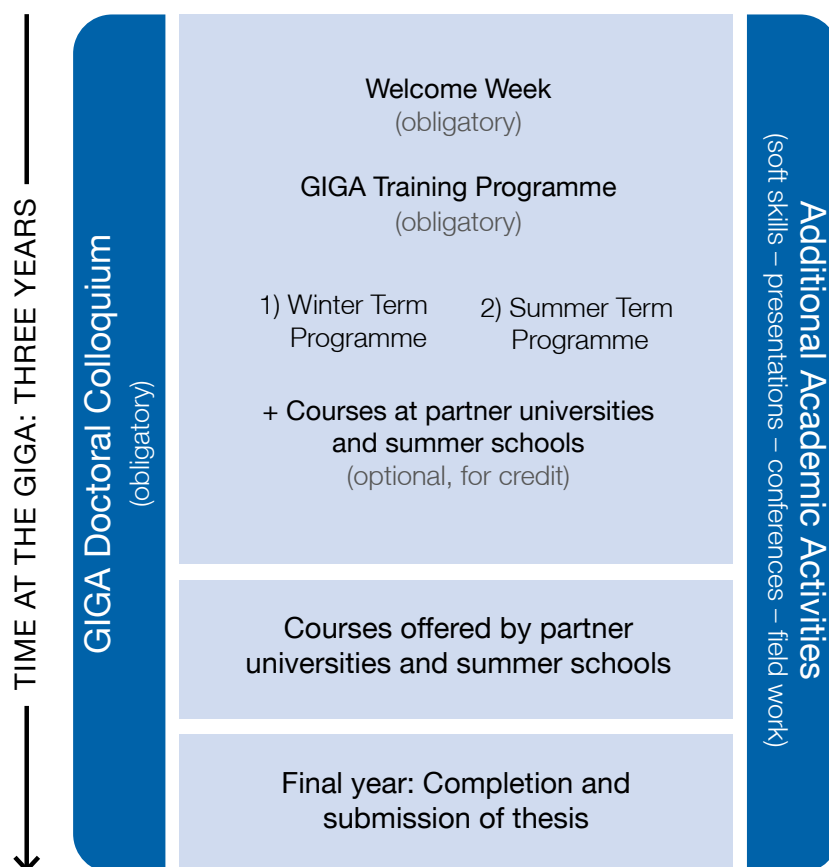 TIME AT THE GIGA: THREE YEARS
GIGA Doctoral Colloquium
(obligatory)
Welcome Week
(obligatory)
GIGA Training Programme
(obligatory)
1) Winter Term
Programme
2) Summer Term
Programme
+ Courses at partner universities
and summer schools
(optional, for credit)
Courses offered by partner
universities and summer schools
Final year: Completion and
submission of thesis
Additional Academic Activities
(soft skills – presentations – conferences – field work)